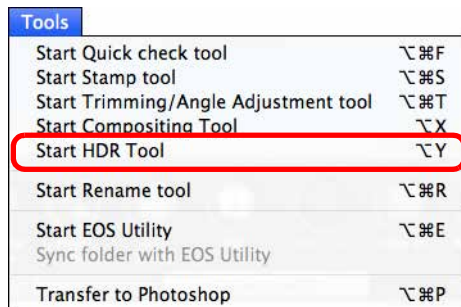 Tools
Start Quick check tool ⌥⌘F
Start Stamp tool ⌥⌘S
Start Trimming/Angle Adjustment tool ⌥⌘T
Start Compositing Tool ⌥X
Start HDR Tool ⌥Y
Start Rename tool ⌥⌘R
Start EOS Utility ⌥⌘E
Sync folder with EOS Utility
Transfer to Photoshop ⌥⌘P